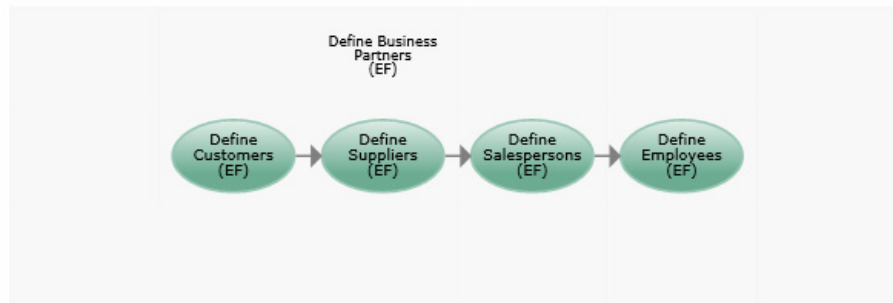 Define Business
Partners
(EF)
Define
Customers
(EF)
Define
Suppliers
(EF)
Define
Salespersons
(EF)
Define
Employees
(EF)